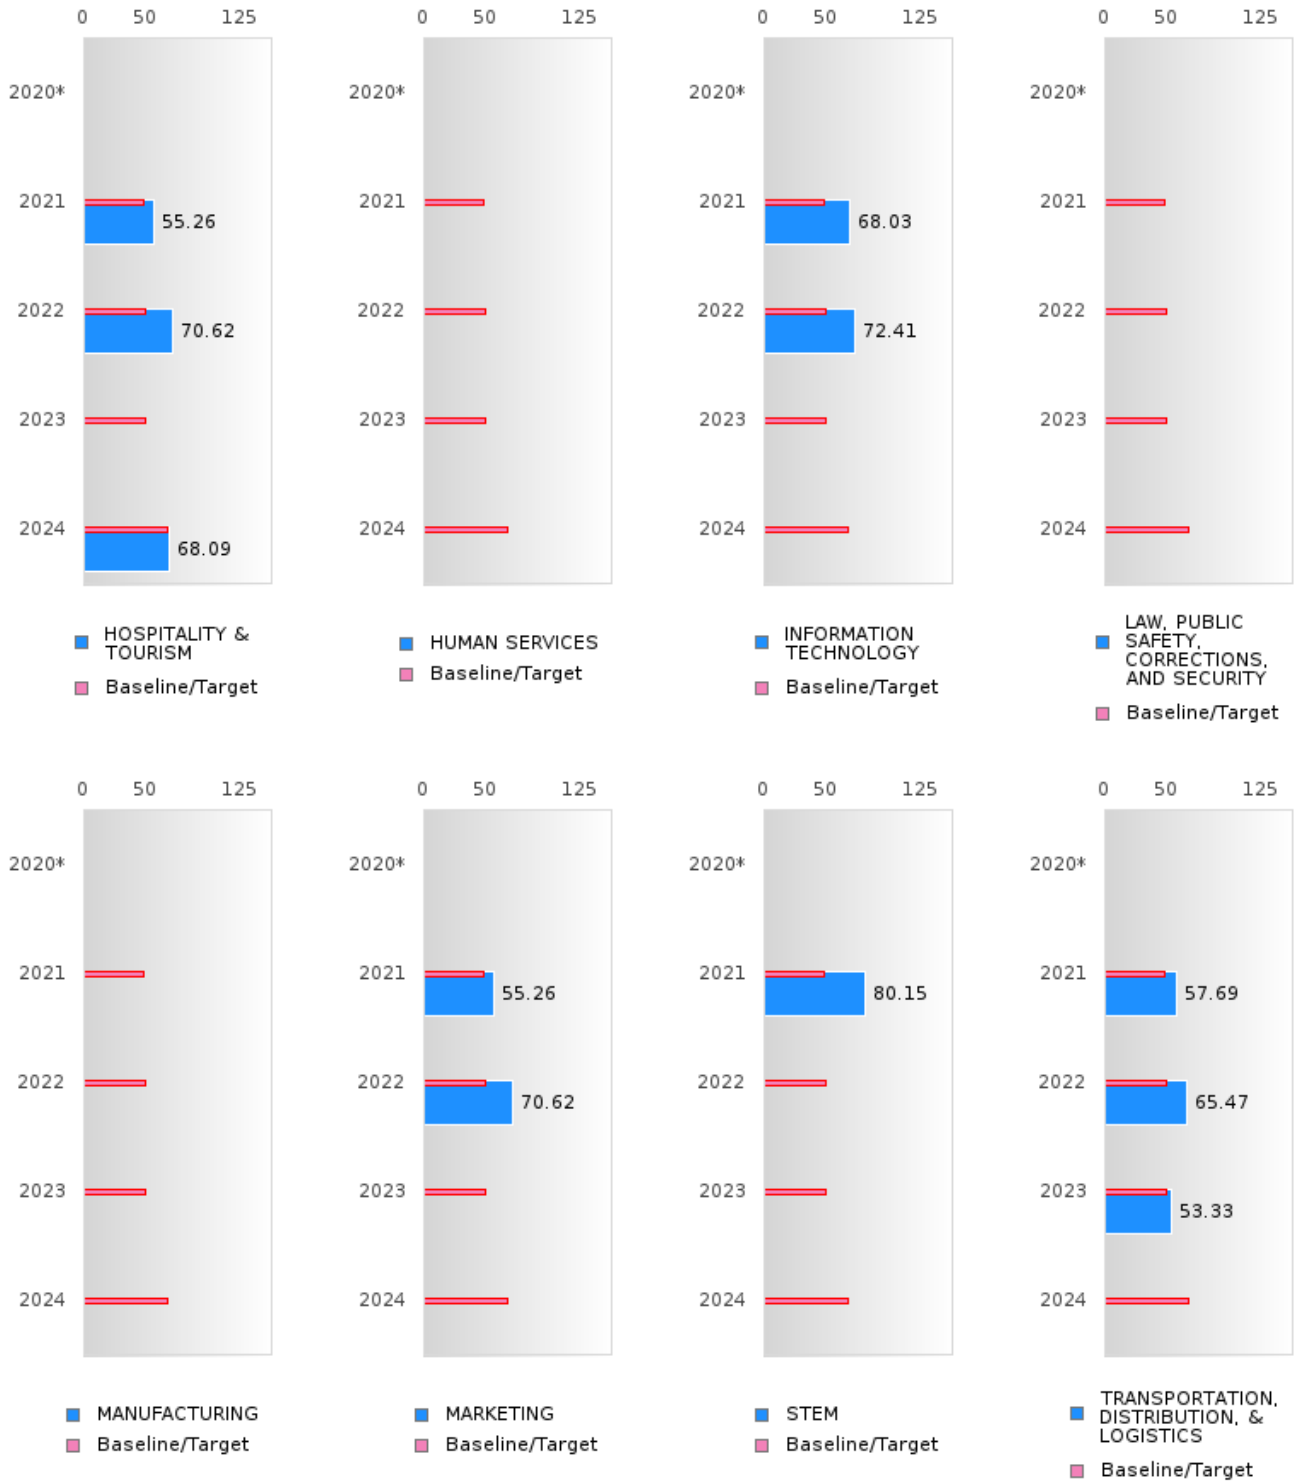 0 50 125
2020*
2021
55.26
2022
70.62
2023
2024
68.09
HOSPITALITY &
TOURISM
Baseline/Target
0 50 125
2020*
2021
2022
2023
2024
HUMAN SERVICES
Baseline/Target
0 50 125
2020*
2021
68.03
2022
72.41
2023
2024
INFORMATION
TECHNOLOGY
Baseline/Target
0 50 125
2020*
2021
2022
2023
2024
LAW, PUBLIC
SAFETY,
CORRECTIONS,
AND SECURITY
Baseline/Target
0 50 125
2020*
2021
2022
2023
2024
MANUFACTURING
Baseline/Target
0 50 125
2020*
2021
55.26
2022
70.62
2023
2024
MARKETING
Baseline/Target
0 50 125
2020*
2021
80.15
2022
2023
2024
STEM
Baseline/Target
0 50 125
2020*
2021
57.69
2022
65.47
2023
53.33
2024
TRANSPORTATION,
DISTRIBUTION, &
LOGISTICS
Baseline/Target